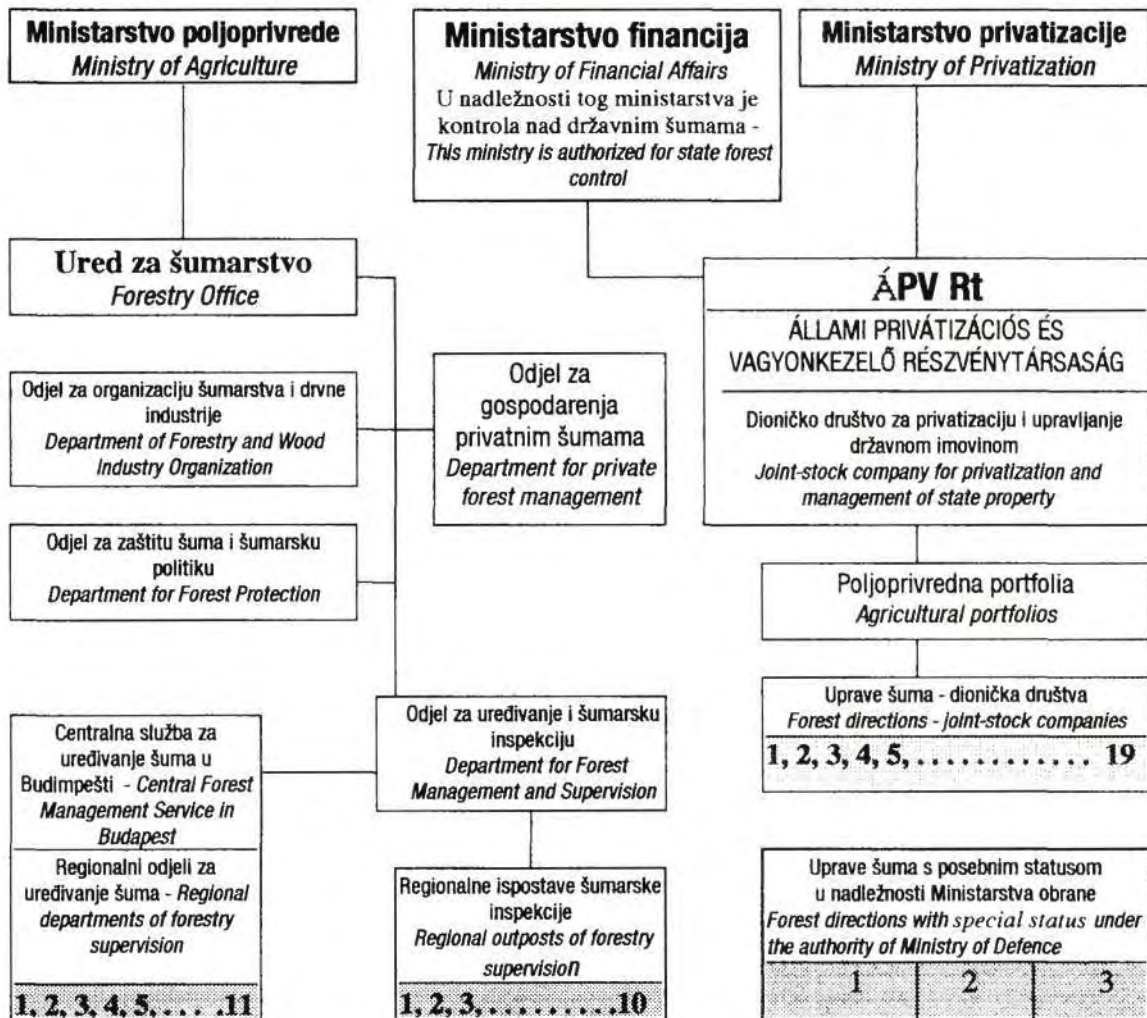 Ministarstvo poljoprivrede
Ministry of Agriculture
Ministarstvo financija
Ministry of Financial Affairs
U nadležnosti tog ministarstva je
kontrola nad državnim šumama -
This ministry is authorized for state forest
control
Ministarstvo privatizacije
Ministry of Privatization
Ured za šumarstvo
Forestry Office
ÁPV Rt
ÁLLAMI PRIVÁTIZÁCIÓS ÉS
VAGYONKEZELŐ RÉSZVÉNYTÁRSASÁG
Dioničko društvo za privatizaciju i upravljanje
državnom imovinom
Joint-stock company for privatization and
management of state property
Odjel za organizaciju šumarstva i drvne
industrije
Department of Forestry and Wood
Industry Organization
Odjel za
gospodarenja
privatnim šumama
Department for private
forest management
Odjel za zaštitu šuma i šumarsku
politiku
Department for Forest Protection
Poljoprivredna portfolia
Agricultural portfolios
Uprave šuma - dionička društva
Forest directions - joint-stock companies
1, 2, 3, 4, 5, . . . . . . . . . . . . 19
Odjel za uređivanje i šumarsku
inspekciju
Department for Forest
Management and Supervision
Centralna služba za
uređivanje šuma u
Budimpešti - Central Forest
Management Service in
Budapest
Regionalni odjeli za
uređivanje šuma - Regional
departments of forestry
supervision
1, 2, 3, 4, 5, . . . . 11
Regionalne ispostave šumarske
inspekcije
Regional outposts of forestry
supervision
1, 2, 3, . . . . . . . . . 10
Uprave šuma s posebnim statusom
u nadležnosti Ministarstva obrane
Forest directions with special status under
the authority of Ministry of Defence
1 2 3